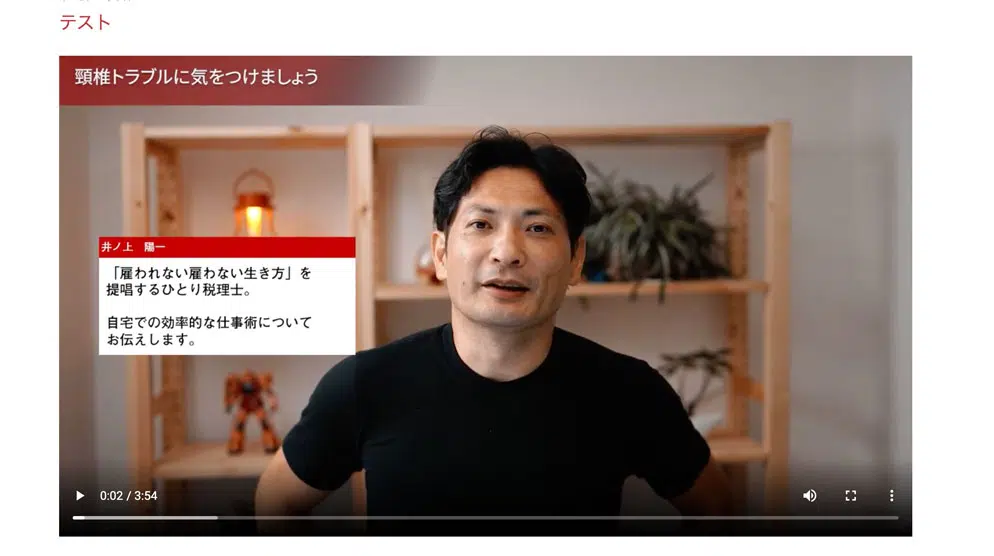 テスト
頸椎トラブルに気をつけましょう
井ノ上　陽一
「雇われない雇わない生き方」を
提唱するひとり税理士。
自宅での効率的な仕事術について
お伝えします。
0:02 / 3:54